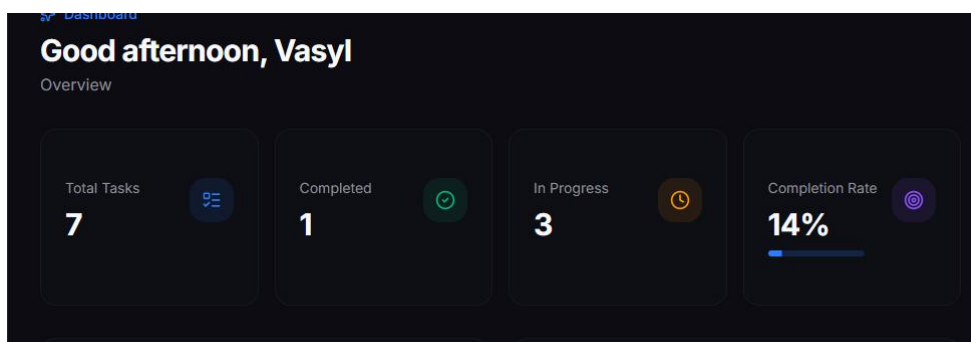 Dashboard
Good afternoon, Vasyl
Overview
Total Tasks
7
Completed
1
In Progress
3
Completion Rate
14%